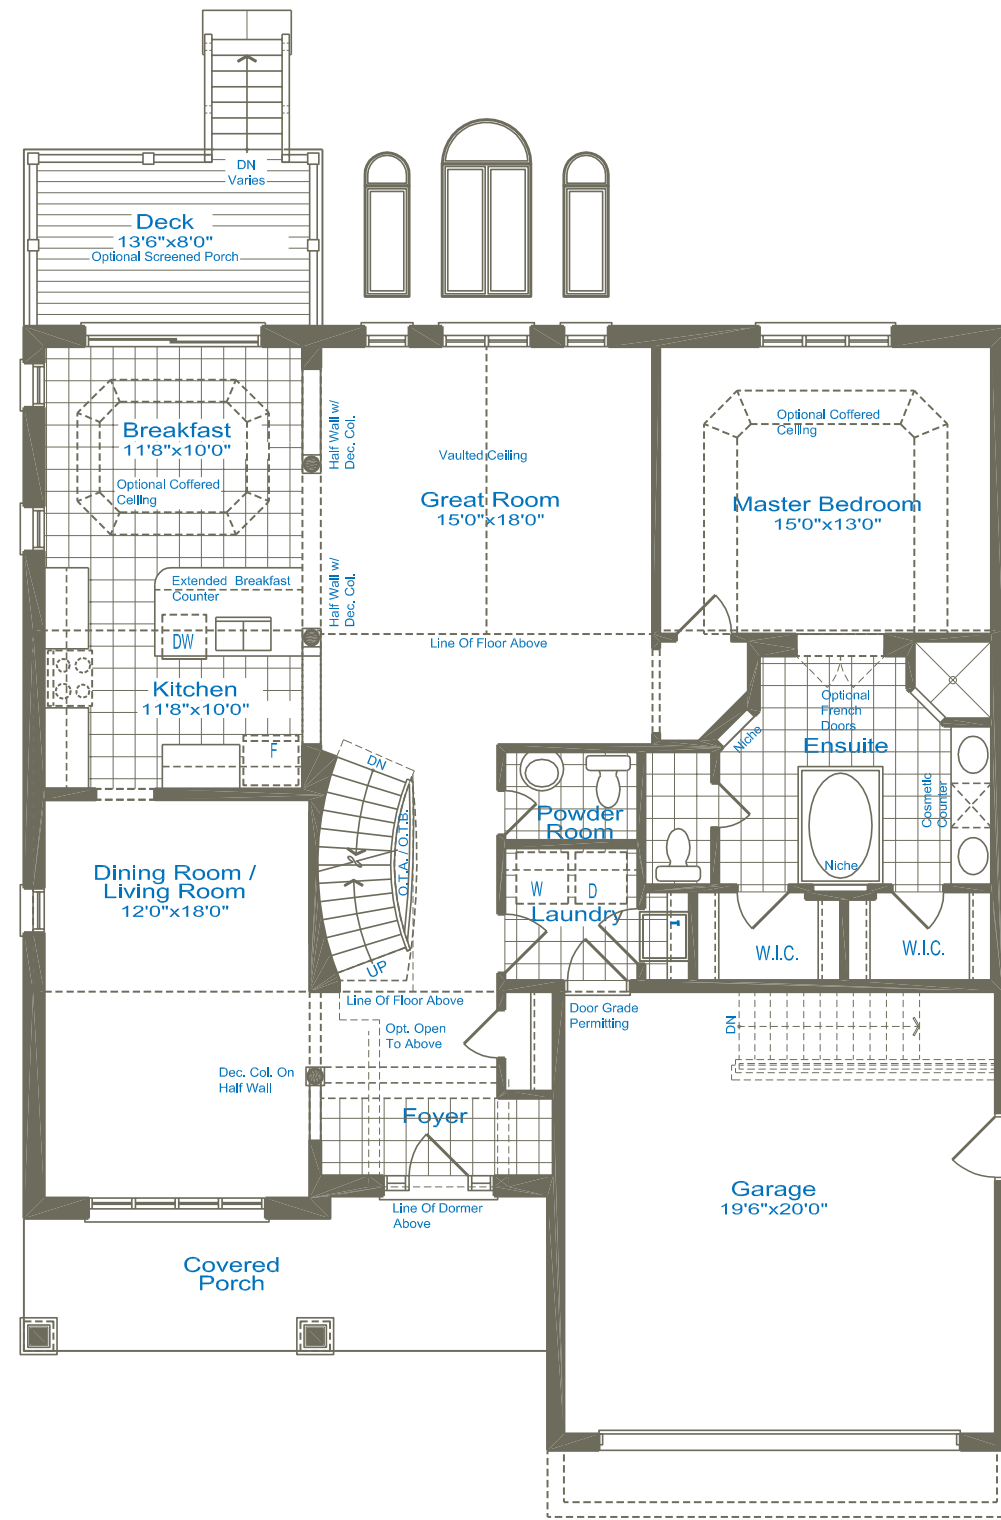 DN
Varies
Deck
13'6"x8'0"
Optional Screened Porch
Breakfast
11'8"x10'0"
Optional Coffered
Ceiling
Half Wall w/
Dec. Col.
Vaulted Ceiling
Great Room
15'0"x18'0"
Optional Coffered
Ceiling
Master Bedroom
15'0"x13'0"
Extended Breakfast
Counter
Half Wall w/
Dec. Col.
DW
Line Of Floor Above
Kitchen
11'8"x10'0"
F
Optional
French
Doors
Niche
Ensuite
Cosmetic
Counter
DN
O.T.A. / O.T.B.
Powder
Room
Niche
Dining Room /
Living Room
12'0"x18'0"
W
D
Laundry
1
W.I.C.
W.I.C.
UP
Line Of Floor Above
Door Grade
Permitting
DN
Opt. Open
To Above
Dec. Col. On
Half Wall
Foyer
Garage
19'6"x20'0"
Line Of Dormer
Above
Covered
Porch